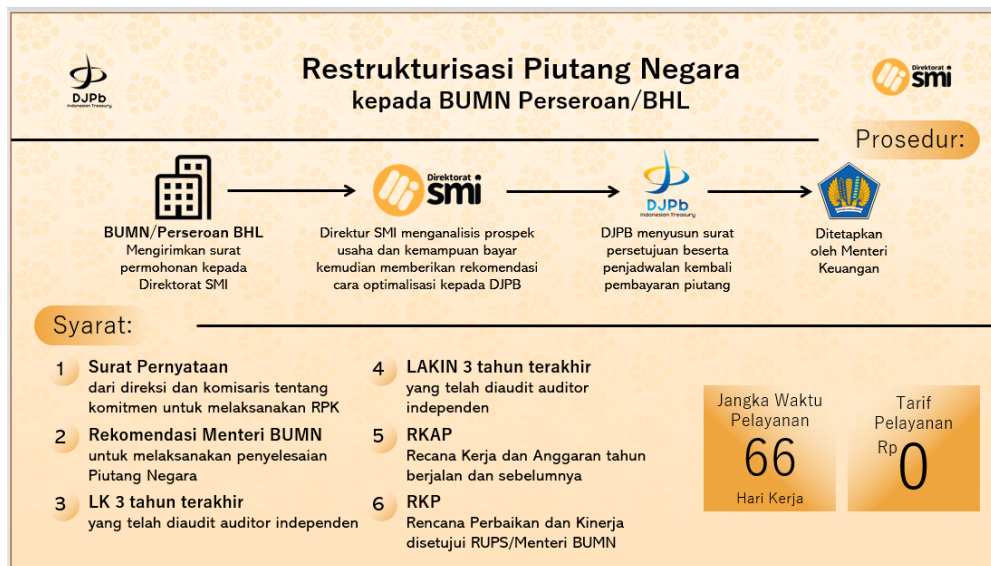 DJPb
Indonesian Treasury
Restrukturisasi Piutang Negara
kepada BUMN Perseroan/BHL
Direktorat
smi
Prosedur:
BUMN/Perseroan BHL
Mengirimkan surat
permohonan kepada
Direktorat SMI
Direktorat
smi
Direktur SMI menganalisis prospek
usaha dan kemampuan bayar
kemudian memberikan rekomendasi
cara optimalisasi kepada DJPB
DJPb
Indonesian Treasury
DJPB menyusun surat
persetujuan beserta
penjadwalan kembali
pembayaran piutang
Ditetapkan
oleh Menteri
Keuangan
Syarat:
1 Surat Pernyataan
dari direksi dan komisaris tentang
komitmen untuk melaksanakan RPK
2 Rekomendasi Menteri BUMN
untuk melaksanakan penyelesaian
Piutang Negara
3 LK 3 tahun terakhir
yang telah diaudit auditor independen
4 LAKIN 3 tahun terakhir
yang telah diaudit auditor
independen
5 RKAP
Recana Kerja dan Anggaran tahun
berjalan dan sebelumnya
6 RKP
Rencana Perbaikan dan Kinerja
disetujui RUPS/Menteri BUMN
Jangka Waktu
Pelayanan
66
Hari Kerja
Tarif
Pelayanan
Rp 0